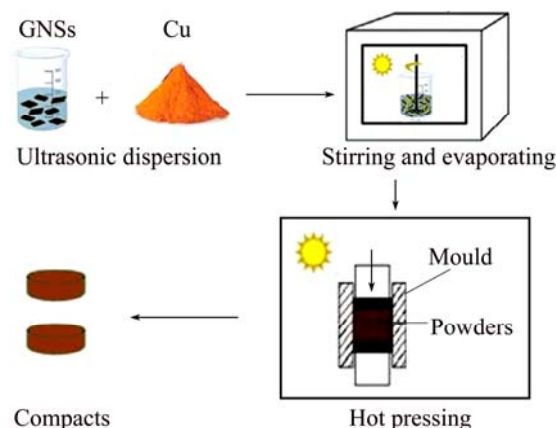 GNSs
Cu
+
Ultrasonic dispersion
Stirring and evaporating
Mould
Powders
Compacts
Hot pressing